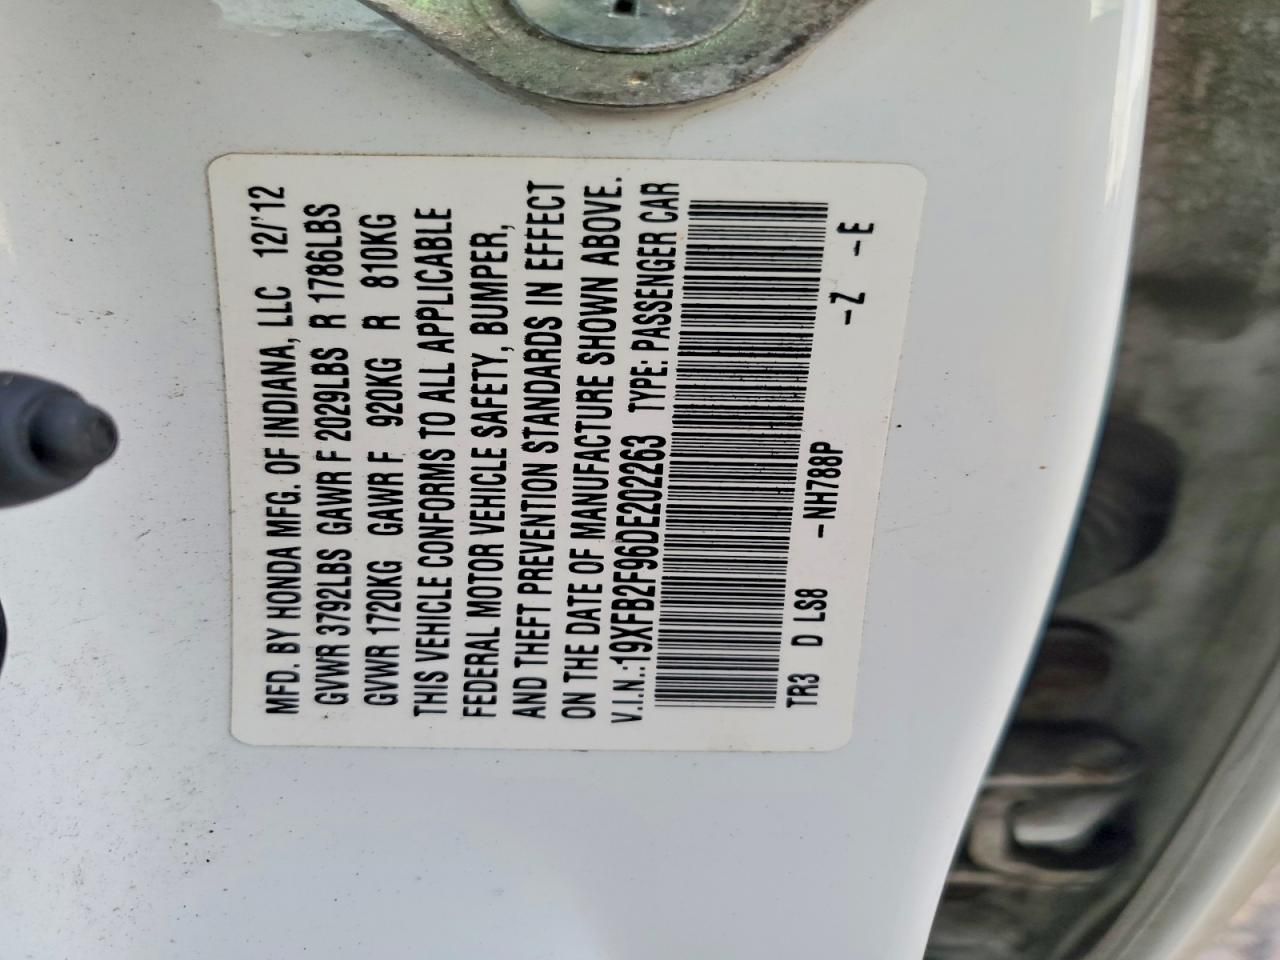 MFD. BY HONDA MFG. OF INDIANA, LLC 12/'12
GVWR 3792LBS GAWR F 2029LBS R 1786LBS
GVWR 1720KG GAWR F 920KG R 810KG
THIS VEHICLE CONFORMS TO ALL APPLICABLE
FEDERAL MOTOR VEHICLE SAFETY, BUMPER,
AND THEFT PREVENTION STANDARDS IN EFFECT
ON THE DATE OF MANUFACTURE SHOWN ABOVE.
V.I.N.:19XFB2F96DE202263 TYPE: PASSENGER CAR
TR3 D LS8 -NH788P -Z -E